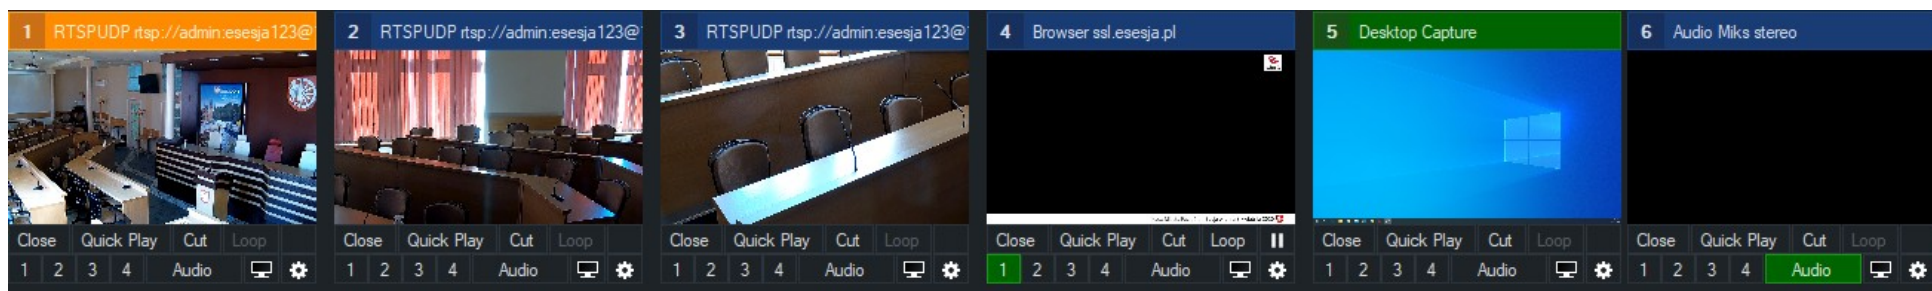 1 RTSPUDP rtsp://admin:esesja123@
2 RTSPUDP rtsp://admin:esesja123@
3 RTSPUDP rtsp://admin:esesja123@
4 Browser ssl.esesja.pl
5 Desktop Capture
6 Audio Miks stereo
Close Quick Play Cut Loop
Close Quick Play Cut Loop
Close Quick Play Cut Loop
Close Quick Play Cut Loop
Close Quick Play Cut Loop
Close Quick Play Cut Loop
1 2 3 4 Audio
1 2 3 4 Audio
1 2 3 4 Audio
1 2 3 4 Audio
1 2 3 4 Audio
1 2 3 4 Audio